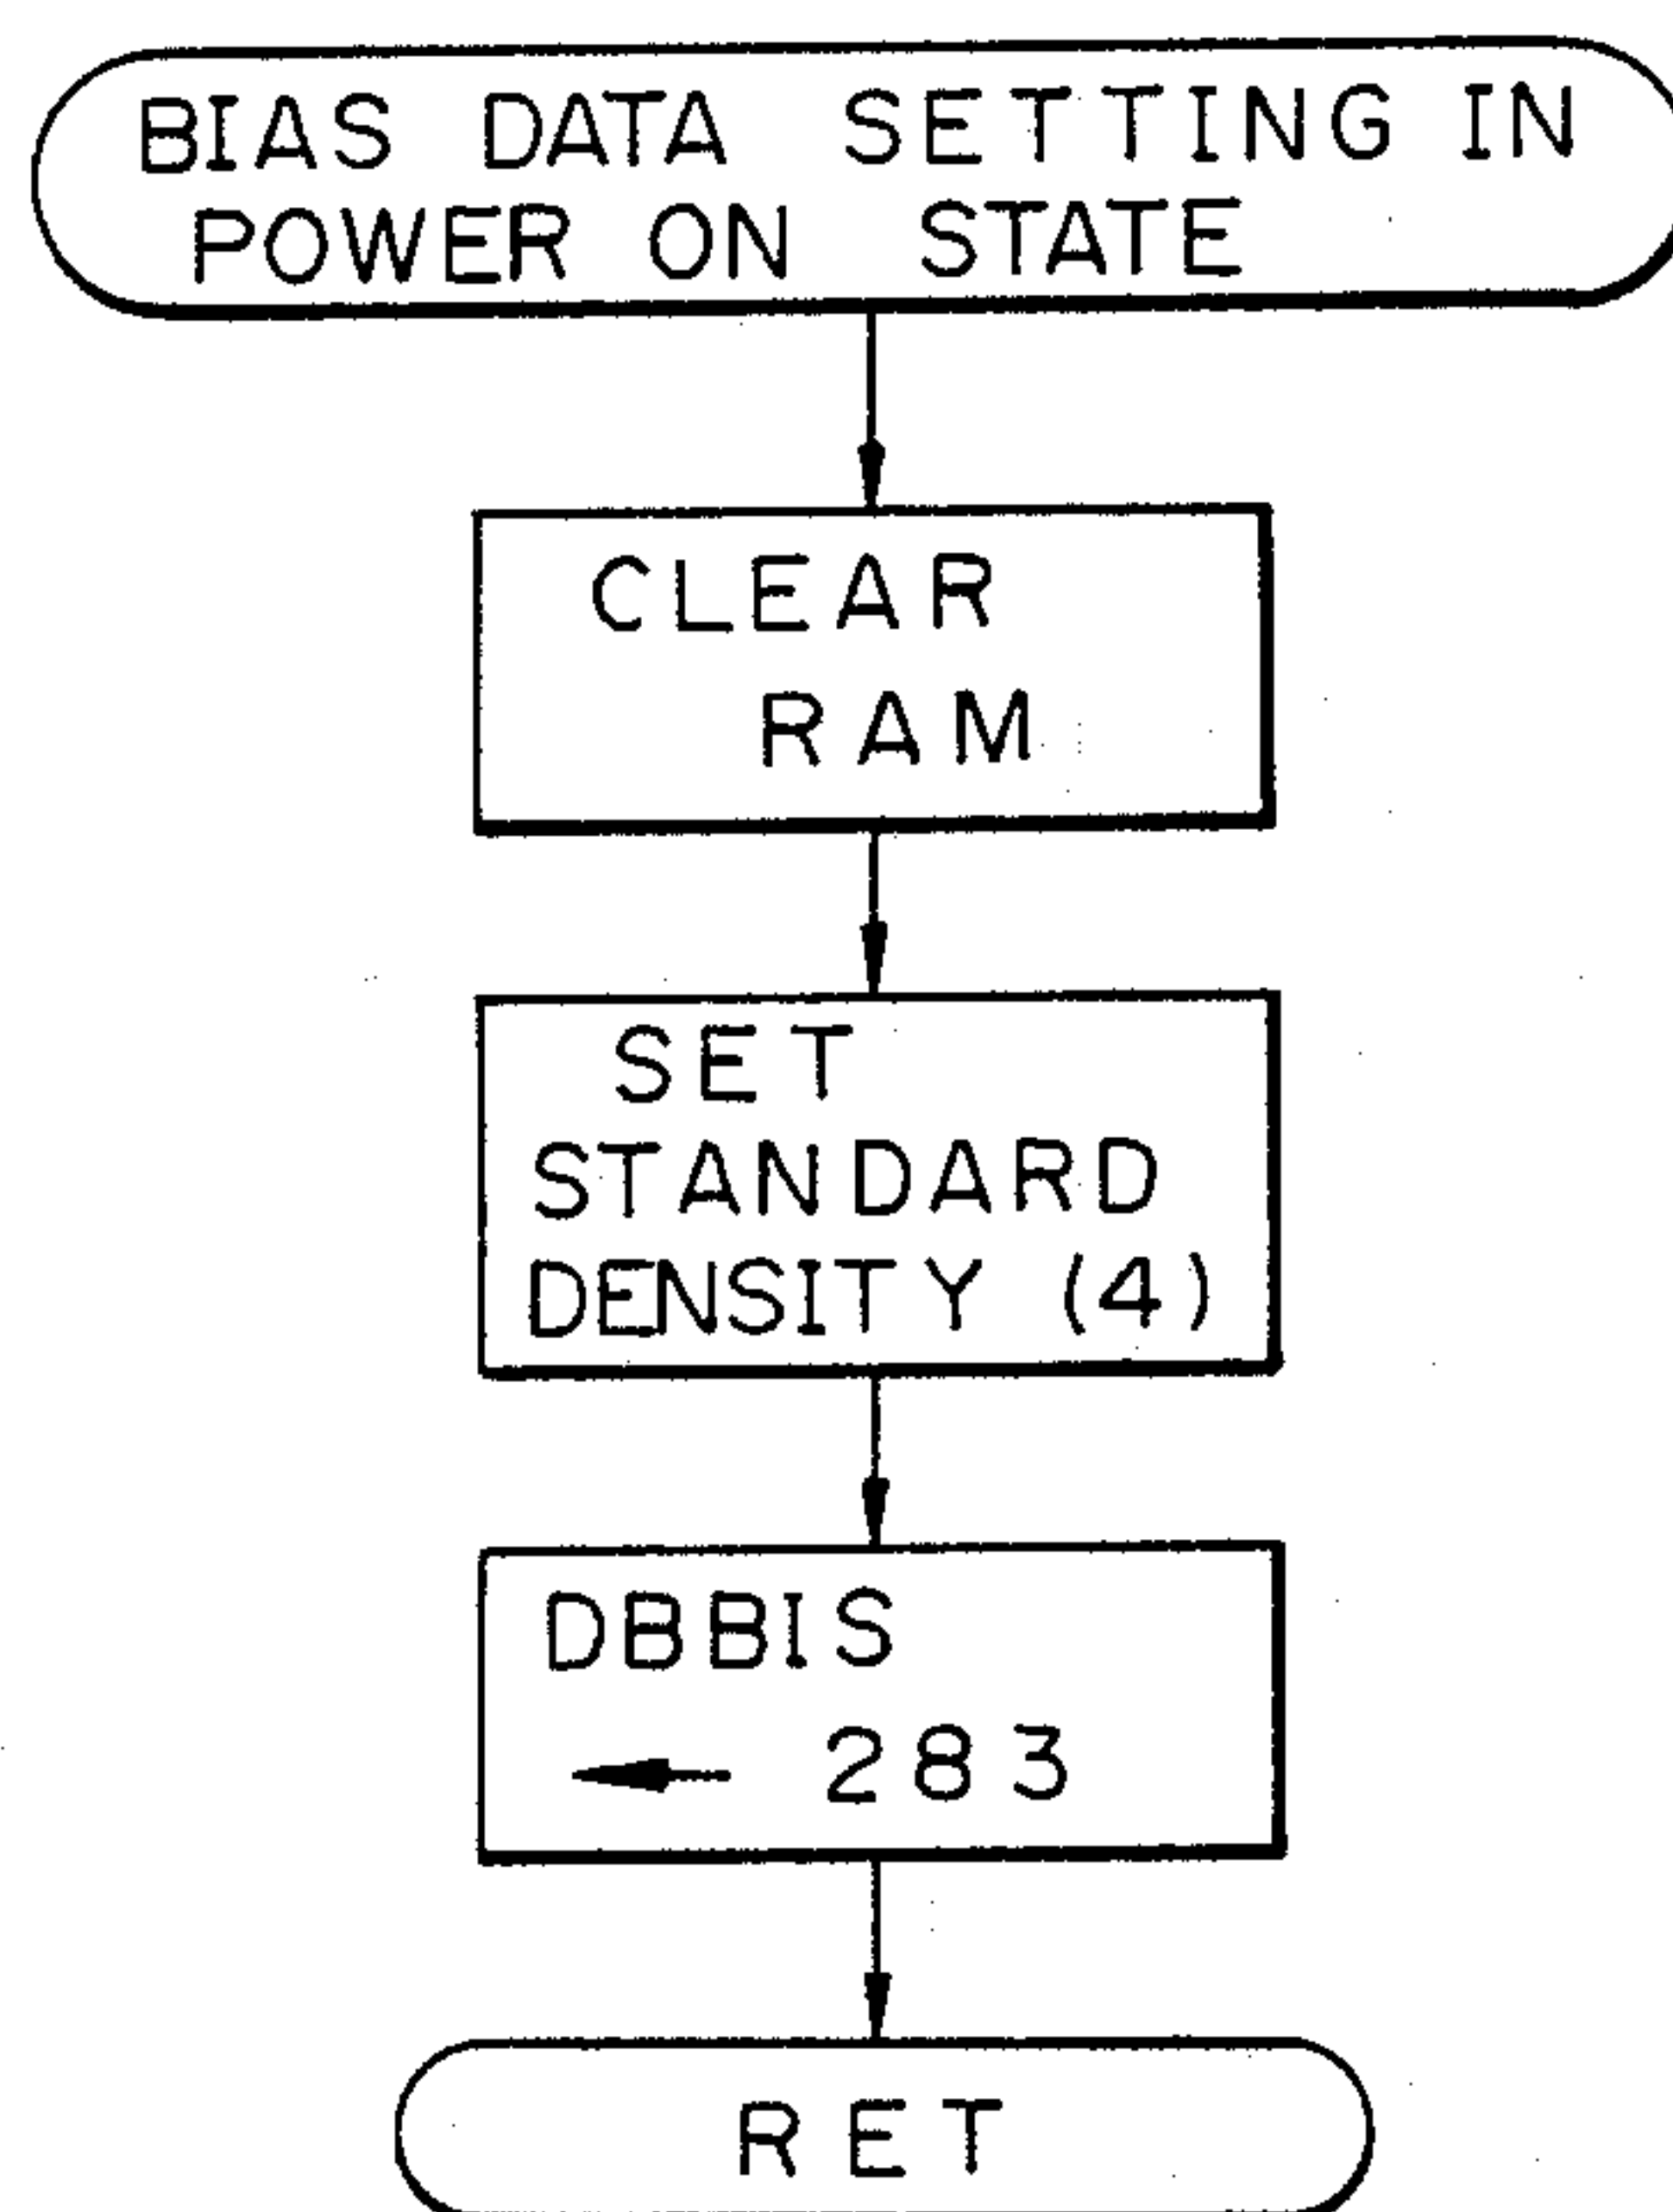 BIAS DATA SETTING IN
POWER ON STATE
CLEAR
RAM
SET
STANDARD
DENSITY (4)
DBBIS
← 283
RET